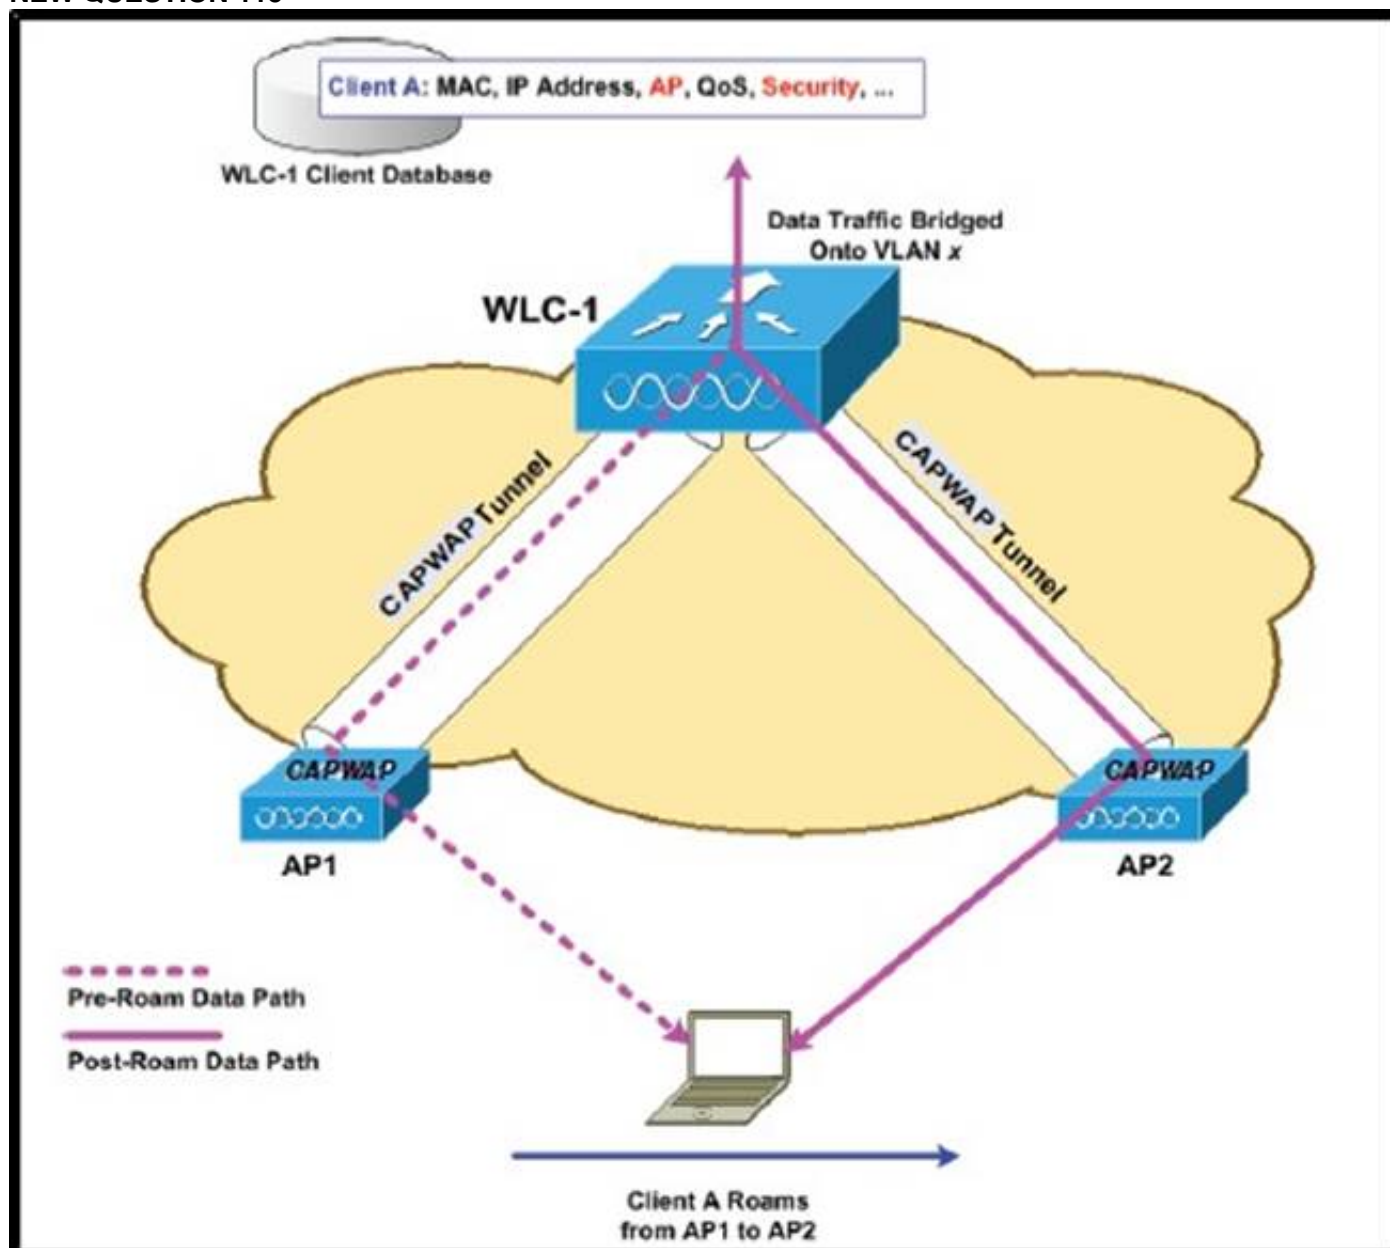 Client A: MAC, IP Address, AP, QoS, Security, ...
WLC-1 Client Database
Data Traffic Bridged
Onto VLAN x
WLC-1
CAPWAP Tunnel
CAPWAP Tunnel
CAPWAP
CAPWAP
AP1
AP2
Pre-Roam Data Path
Post-Roam Data Path
Client A Roams
from AP1 to AP2